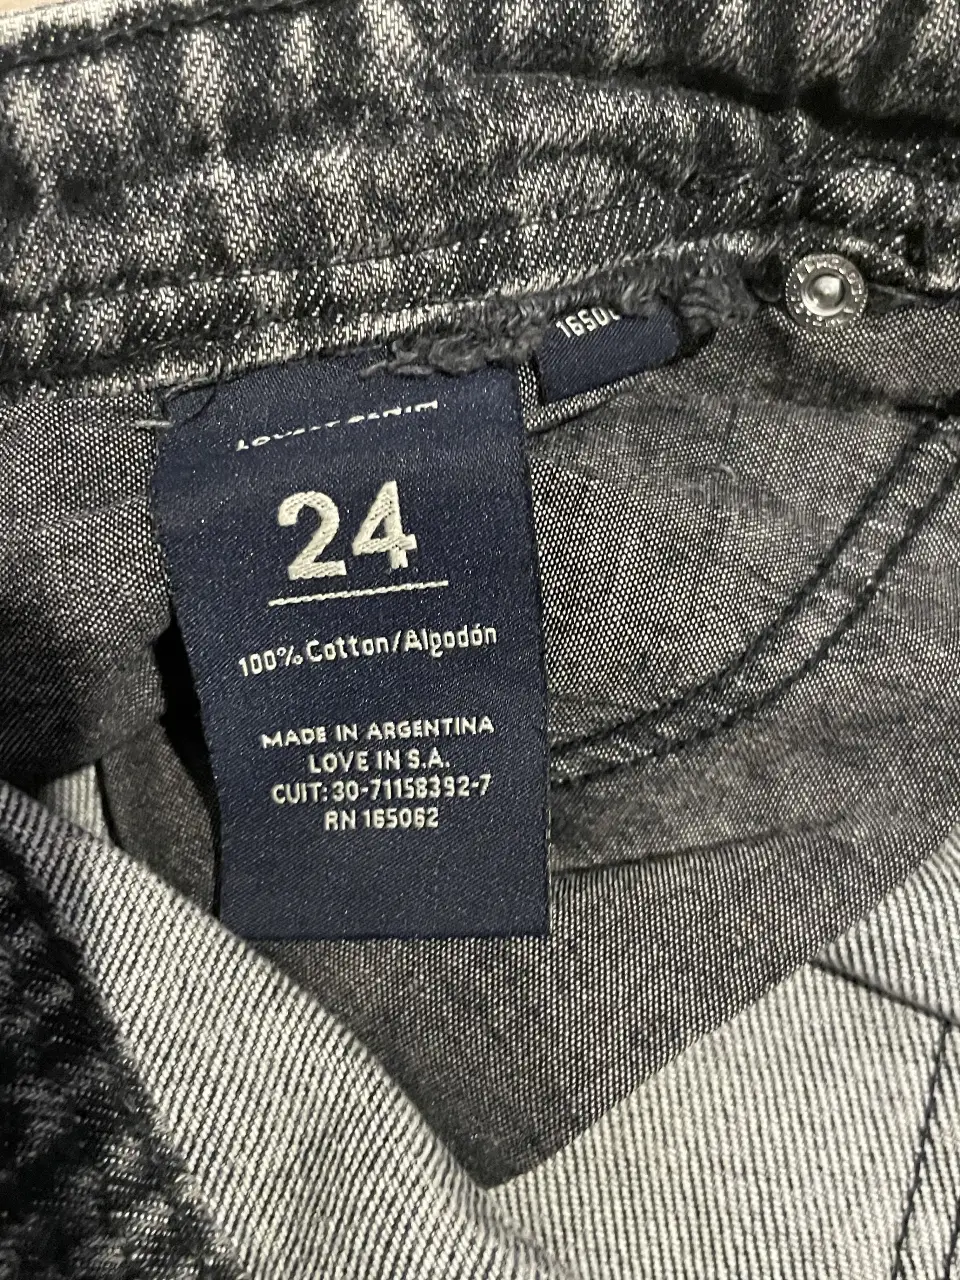 24
100% Cotton/Algodón
MADE IN ARGENTINA
LOVE IN S.A.
CUIT: 30-71158392-7
RN 165062